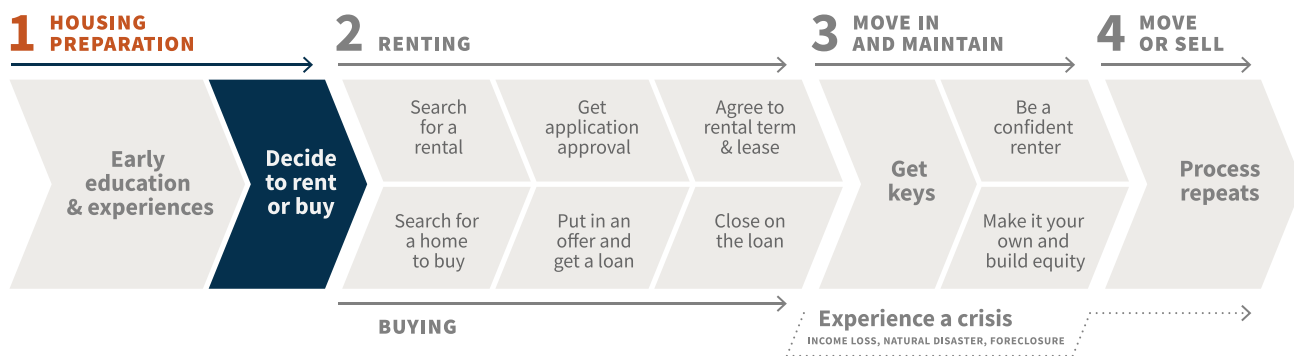 1 HOUSING
PREPARATION
2 RENTING
3 MOVE IN
AND MAINTAIN
4 MOVE
OR SELL
Early
education
& experiences
Decide
to rent
or buy
Search
for a
rental
Get
application
approval
Agree to
rental term
& lease
Search for
a home
to buy
Put in an
offer and
get a loan
Close on
the loan
Get
keys
Be a
confident
renter
Make it your
own and
build equity
Process
repeats
BUYING
Experience a crisis
INCOME LOSS, NATURAL DISASTER, FORECLOSURE